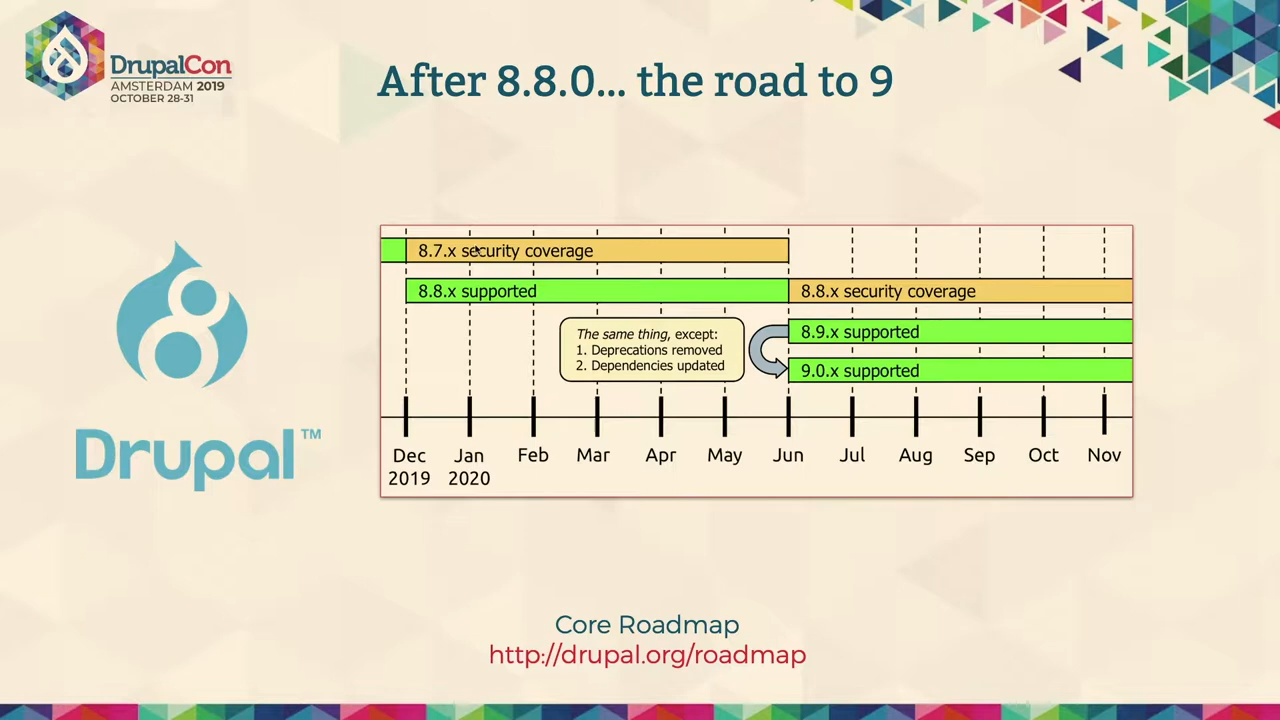 DrupalCon
AMSTERDAM 2019
OCTOBER 28-31
After 8.8.0... the road to 9
8.7.x security coverage
8.8.x supported
8.8.x security coverage
The same thing, except:
1. Deprecations removed
2. Dependencies updated
8.9.x supported
9.0.x supported
Dec Jan Feb Mar Apr May Jun Jul Aug Sep Oct Nov
2019 2020
Drupal™
Core Roadmap
http://drupal.org/roadmap